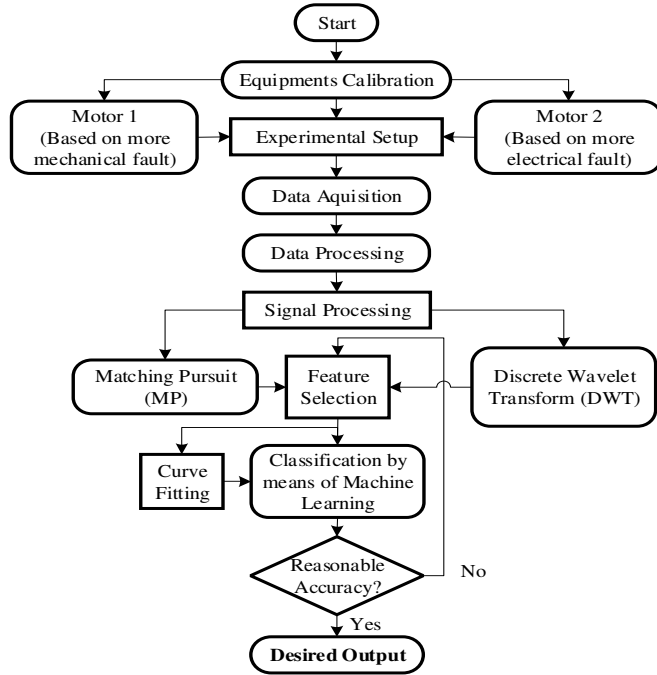 Start
Equipments Calibration
Motor 1
(Based on more
mechanical fault)
Experimental Setup
Motor 2
(Based on more
electrical fault)
Data Aquisition
Data Processing
Signal Processing
Matching Pursuit
(MP)
Feature
Selection
Discrete Wavelet
Transform (DWT)
Curve
Fitting
Classification by
means of Machine
Learning
Reasonable
Accuracy?
No
Yes
Desired Output